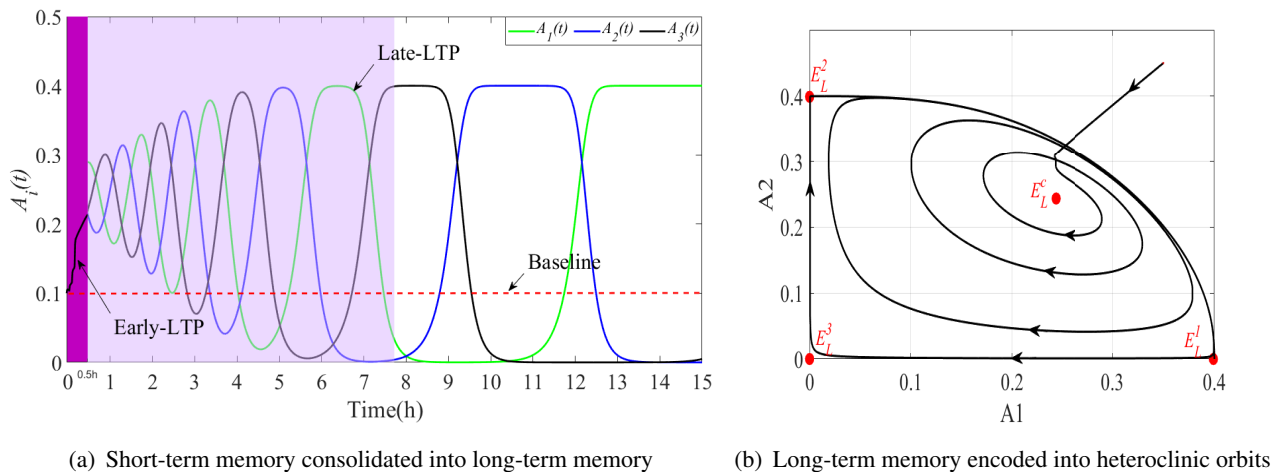 0.5
0.4
0.3
0.2
0.1
0
A_i(t)
A_1(t) A_2(t) A_3(t)
Late-LTP
Baseline
Early-LTP
0 0.5h 1 2 3 4 5 6 7 8 9 10 11 12 13 14 15
Time(h)
(a) Short-term memory consolidated into long-term memory
0.4
0.3
0.2
0.1
0
A2
E_L^2
E_L^c
E_L^3
E_L^1
0 0.1 0.2 0.3 0.4
A1
(b) Long-term memory encoded into heteroclinic orbits